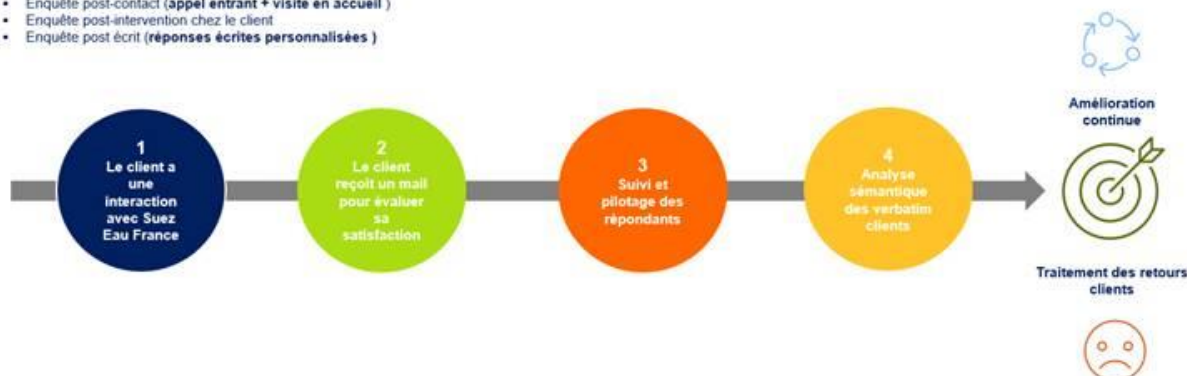 • Enquête post-contact (appel entrant + visite en accueil )
• Enquête post-intervention chez le client
• Enquête post écrit (réponses écrites personnalisées )
Amélioration
continue
1
Le client a
une
interaction
avec Suez
Eau France
2
Le client
reçoit un mail
pour évaluer
sa
satisfaction
3
Suivi et
pilotage des
répondants
4
Analyse
sémantique
des verbatim
clients
Traitement des retours
clients